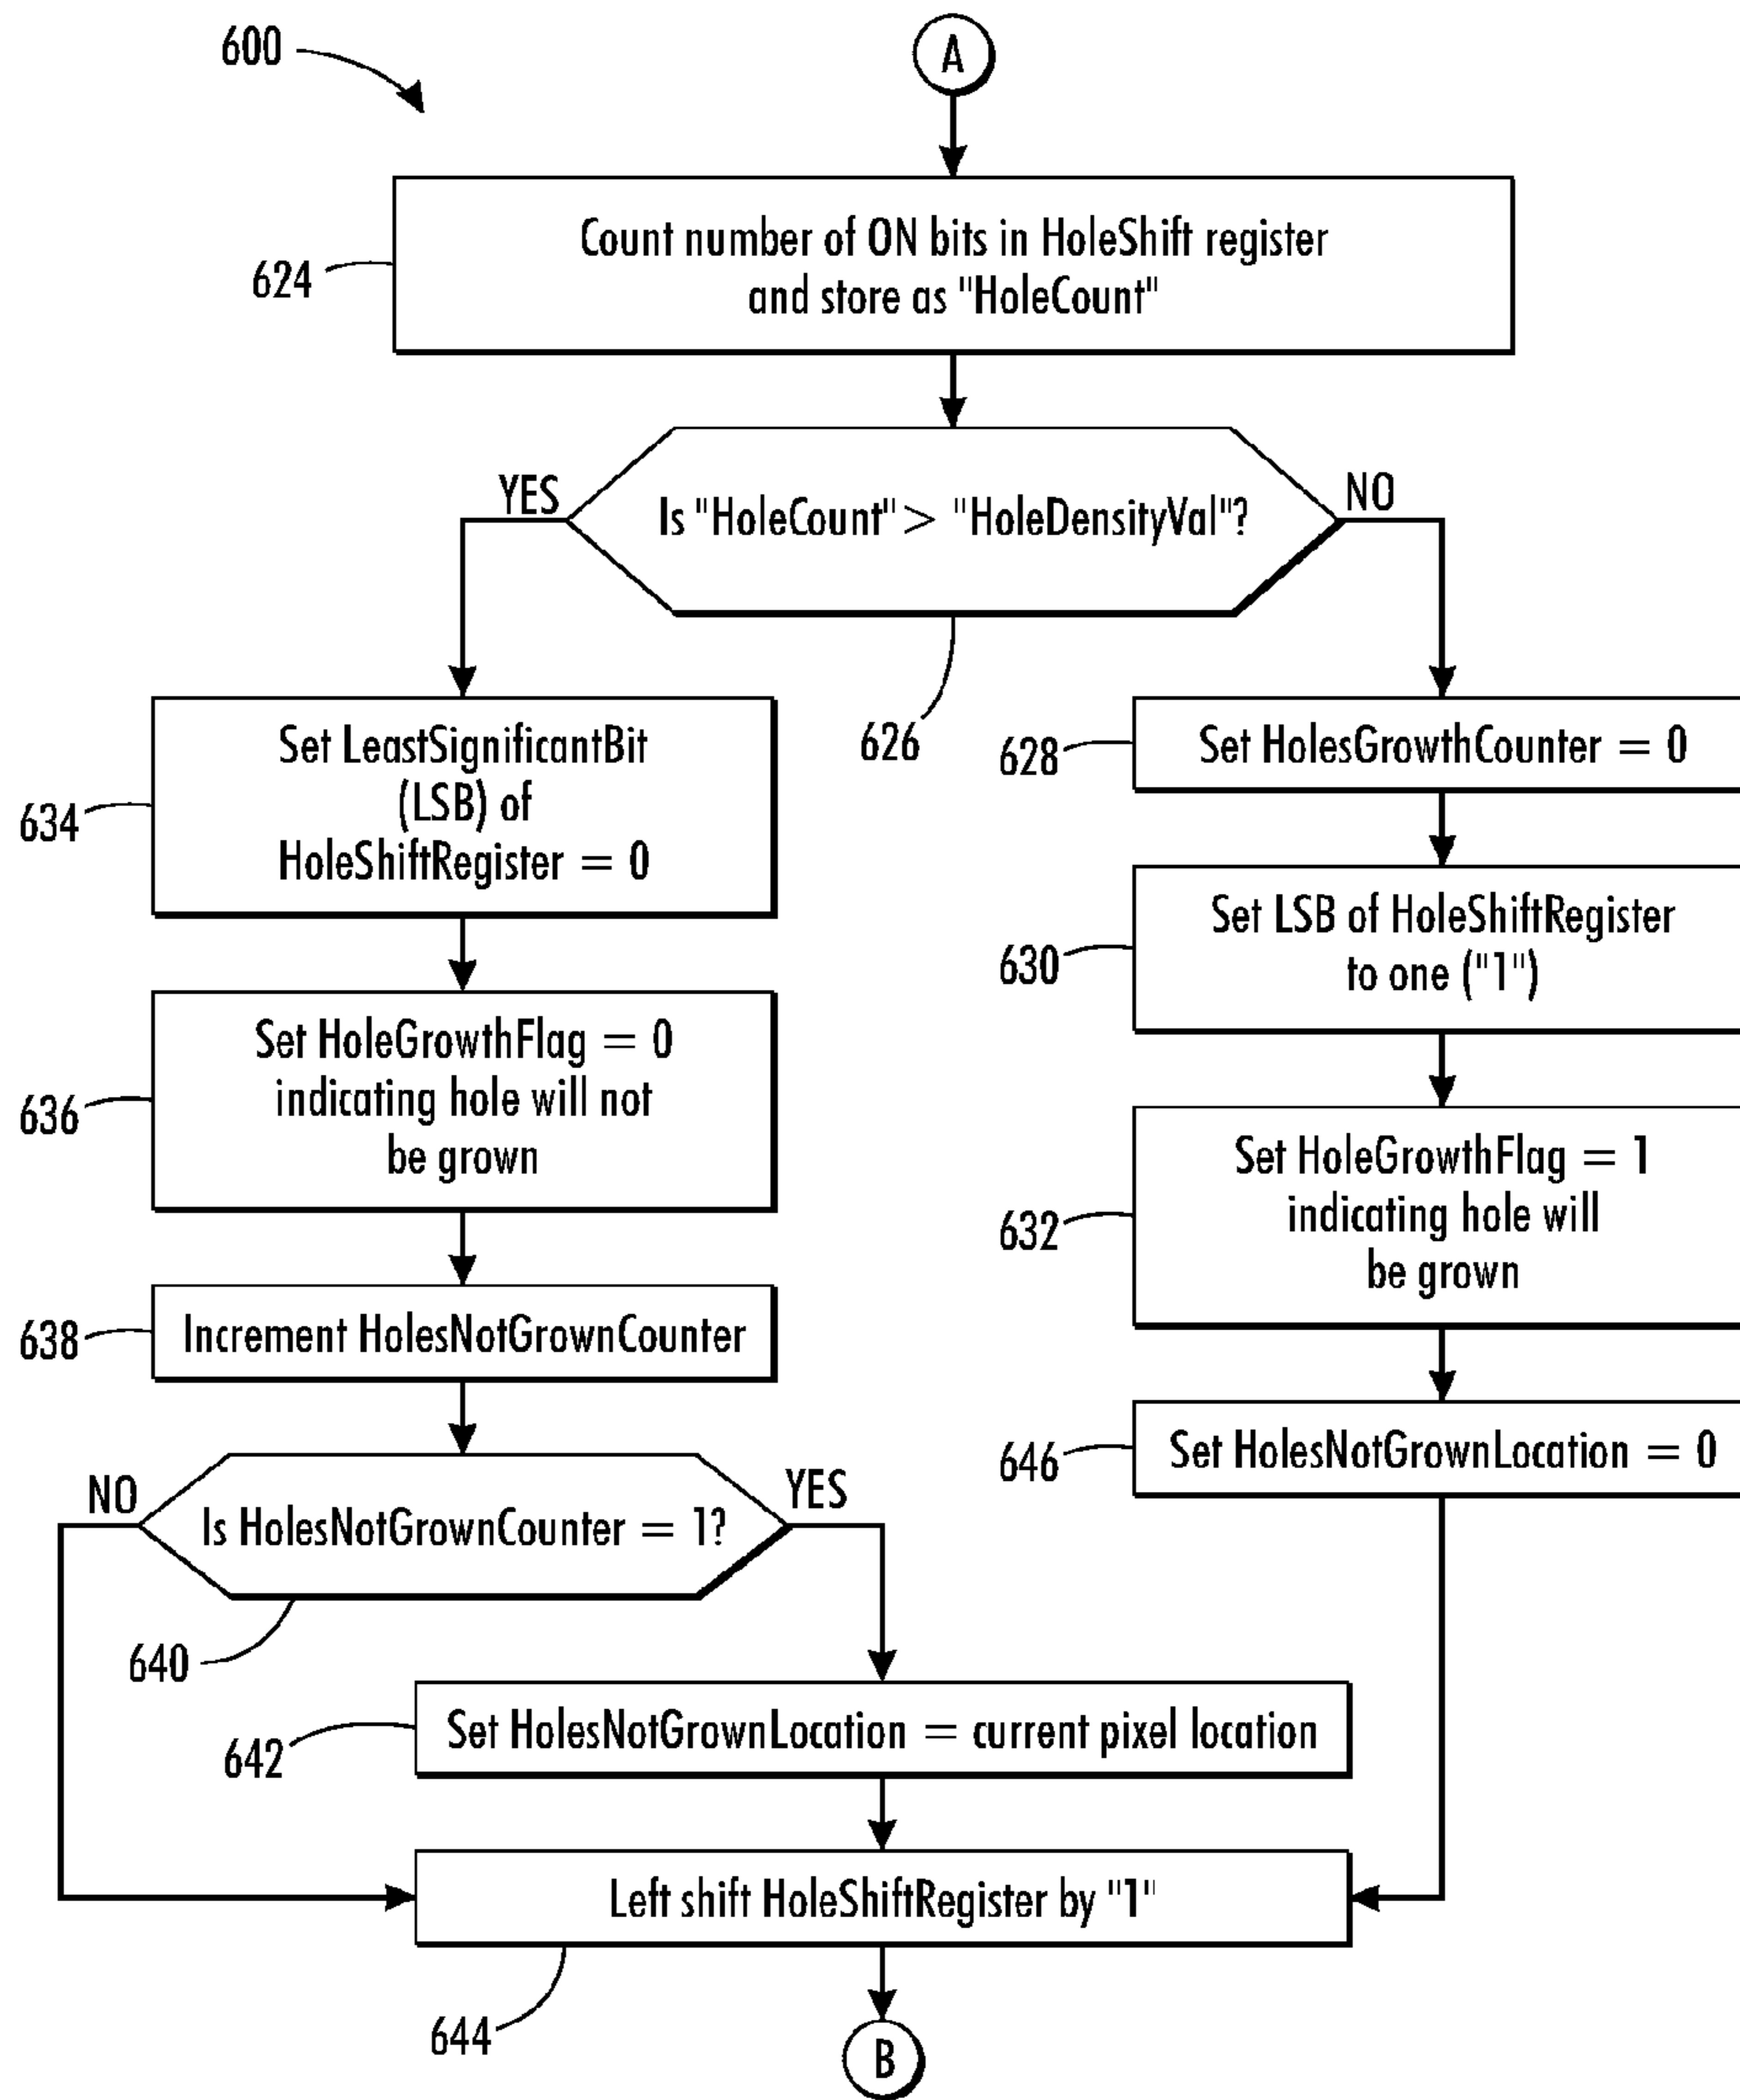 600
A
Count number of ON bits in HoleShift register
and store as "HoleCount"
624
YES
Is "HoleCount" > "HoleDensityVal"?
NO
626
Set LeastSignificantBit
(LSB) of
HoleShiftRegister = 0
634
628
Set HolesGrowthCounter = 0
630
Set LSB of HoleShiftRegister
to one ("1")
636
Set HoleGrowthFlag = 0
indicating hole will not
be grown
632
Set HoleGrowthFlag = 1
indicating hole will
be grown
638
Increment HolesNotGrownCounter
646
Set HolesNotGrownLocation = 0
NO
Is HolesNotGrownCounter = 1?
YES
640
642
Set HolesNotGrownLocation = current pixel location
Left shift HoleShiftRegister by "1"
644
B